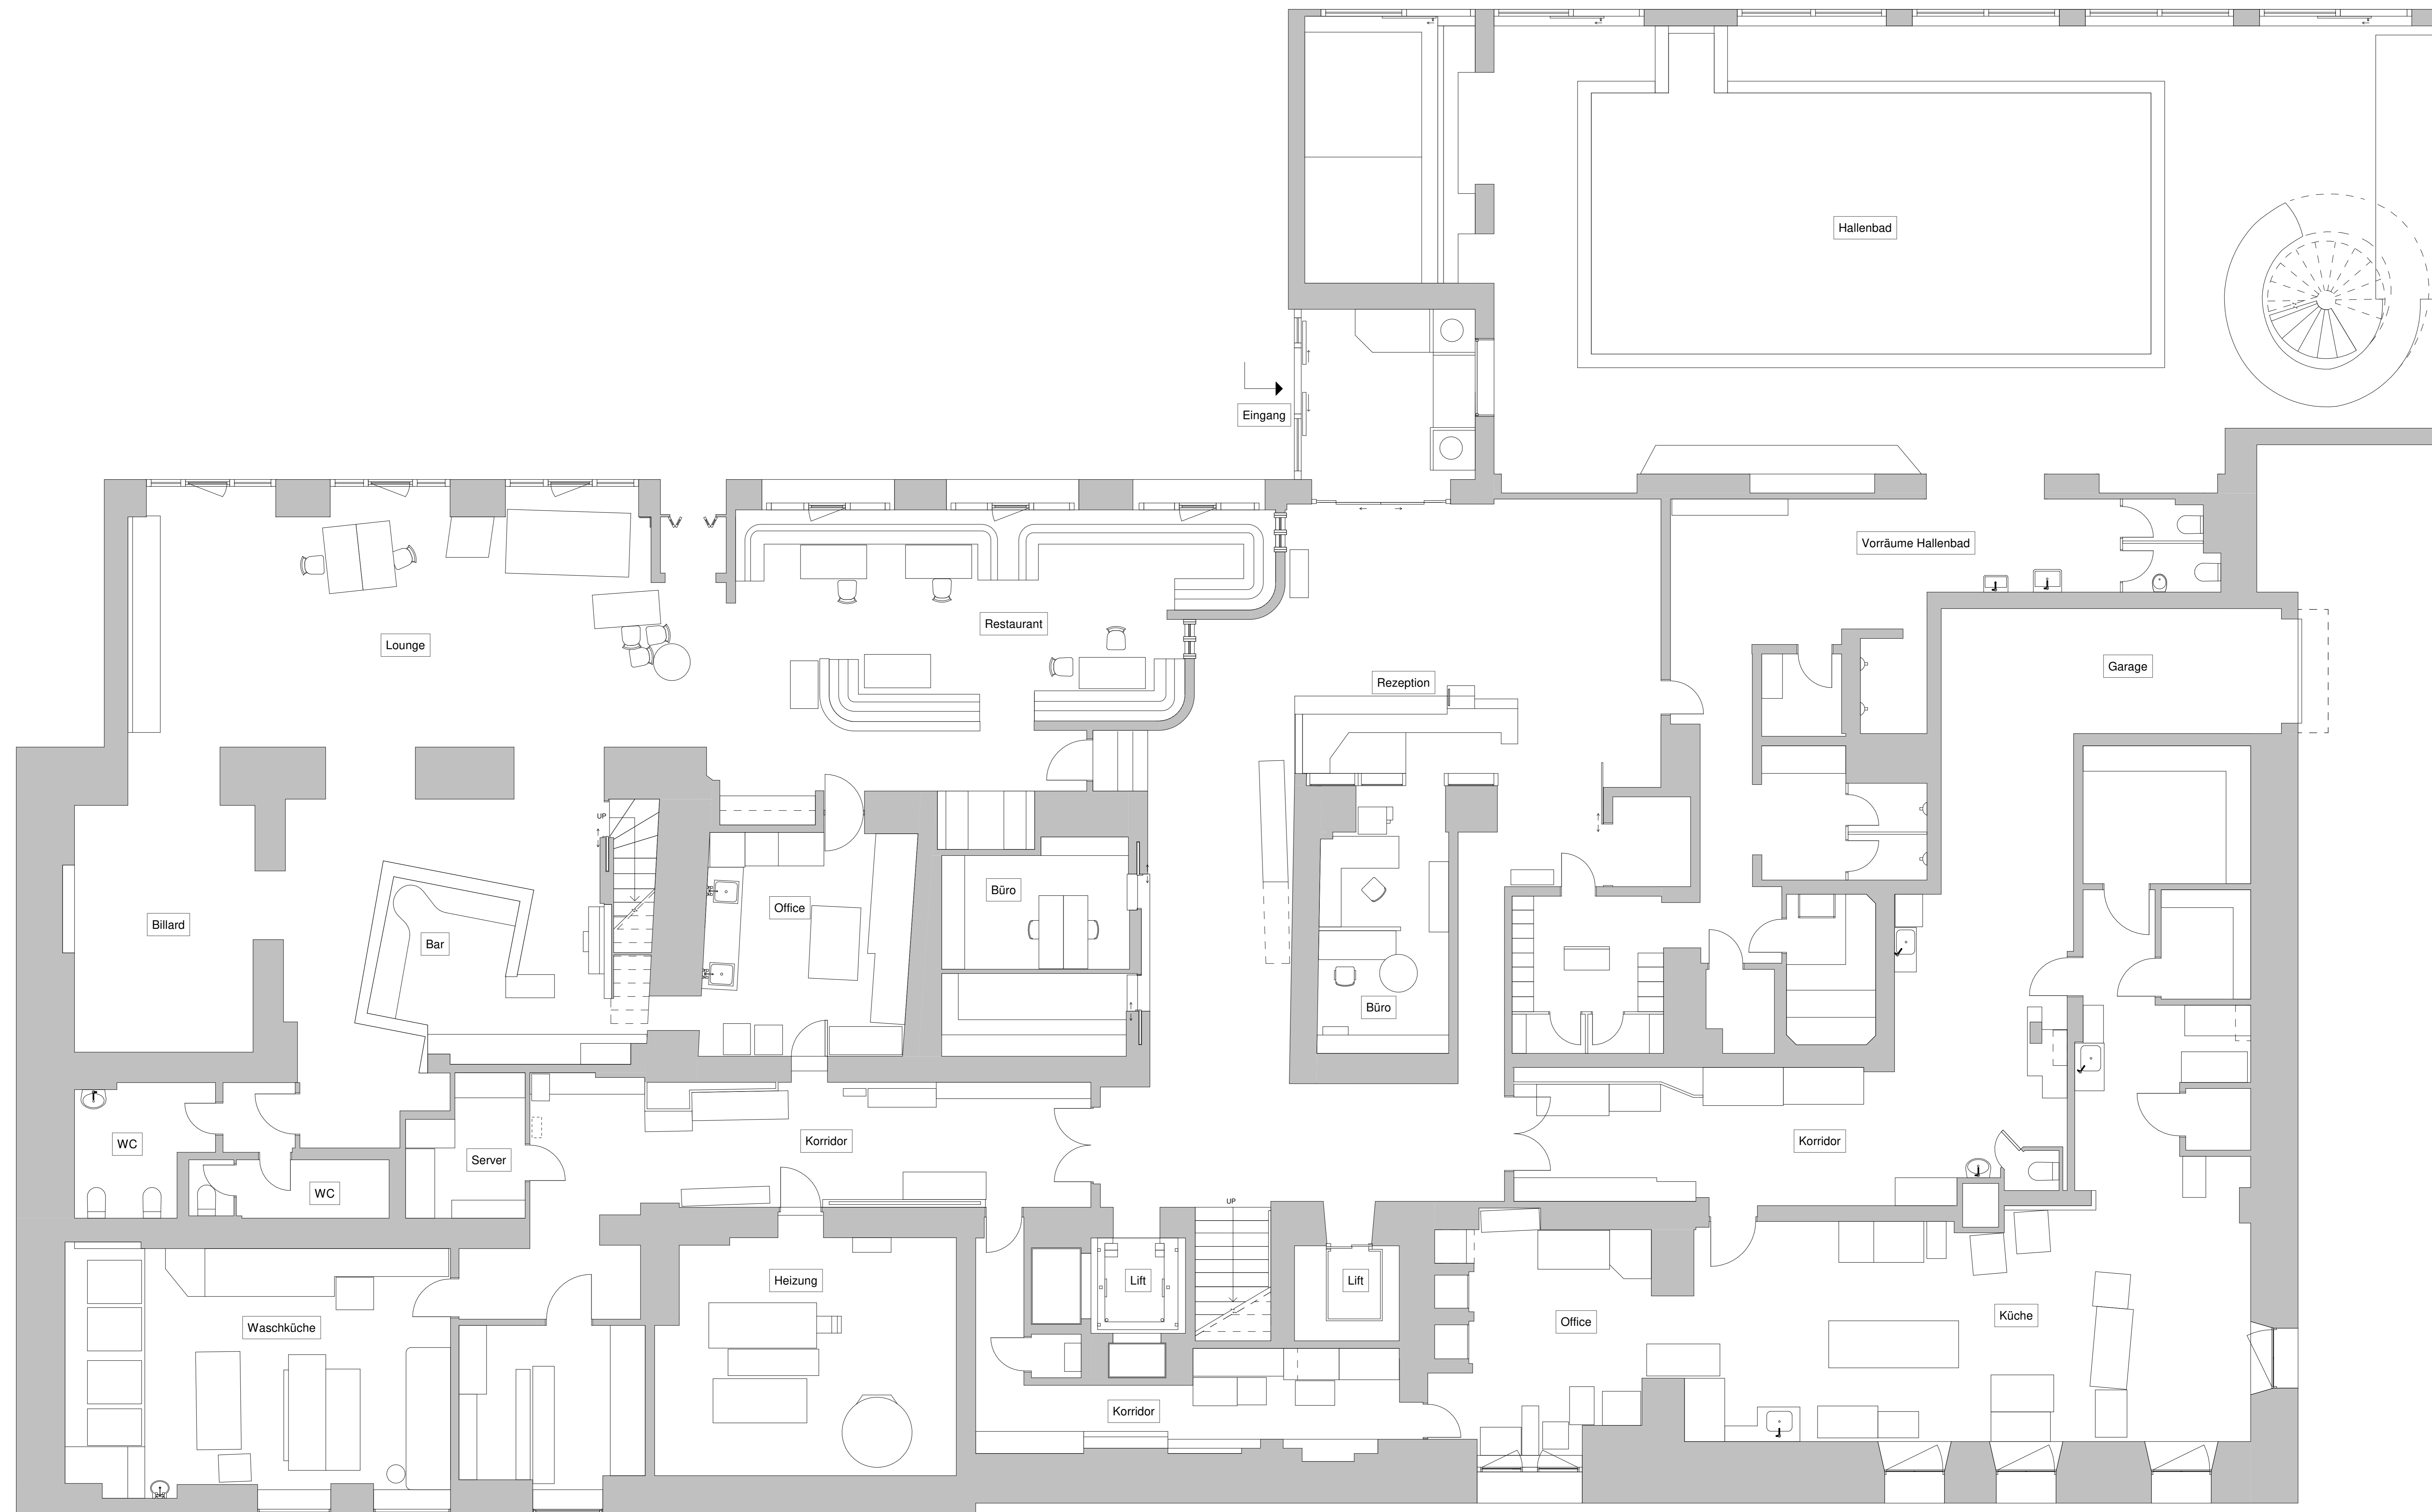 Hallenbad
Eingang
Vorräume Hallenbad
Restaurant
Lounge
Garage
Rezeption
UP
Büro
Office
Billard
Bar
Büro
Korridor
Korridor
WC
Server
WC
UP
Heizung
Lift
Lift
Küche
Office
Waschküche
Korridor